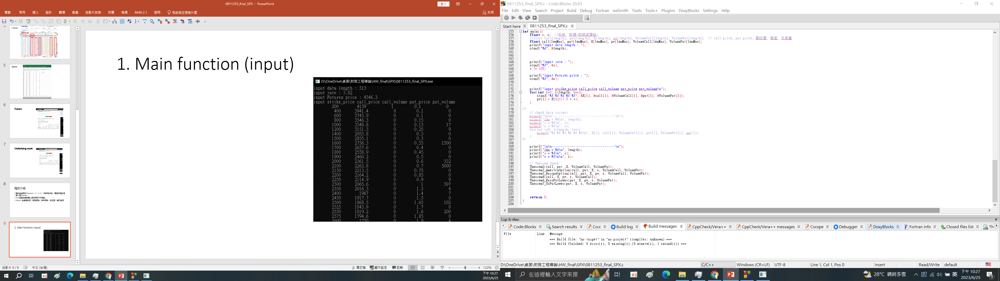 0811253_final_SPX - PowerPoint
登入
檔案 常用 插入 設計 轉場 動畫 投影片放映 校閱 檢視 AMA 2.1 說明 告訴我您想做什麼 共用
4
5
6
Future
7
Underlying asset
8
程式介紹
9
1. Main function (input)
1. Main function (input)
D:\OneDrive\桌面\財務工程導論\HW_final\SPX\0811253_final_SPX.exe
input data length : 313
input rate : 3.82
input Futures price : 4346.3
input strike_price call_price call_volume put_price put_volume
200 4139 1 0.1 0
400 3941.4 0 0.1 0
600 3743.9 0 0.1 0
800 3546.3 0 0.15 0
1000 3348.8 0 0.15 17
1200 3151.3 0 0.25 9
1400 2953.8 0 0.3 0
1500 2855.1 0 0.3 0
1600 2756.3 0 0.35 1500
1700 2657.6 0 0.4 0
1800 2558.9 0 0.45 0
1900 2460.2 0 0.5 0
2000 2361.5 0 0.6 332
2100 2262.8 0 0.7 5000
2150 2213.5 0 0.75 0
2200 2164.2 0 0.85 0
2250 2114.9 0 0.9 9
2300 2065.6 0 1 307
2350 2016.3 0 1.3 4
2400 1967 0 1.4 7
2450 1917.7 0 1.5 0
2500 1868.5 0 1.65 102
2525 1843.9 0 1.7 0
2550 1819.2 0 1.6 200
2575 1794.6 0 1.85 0
2600 1770 0 1.9 4
投影片 9 / 9 中文 (台灣) 備忘稿 顯示設定 註解 122%
下午 10:27
2023/6/25
0811253_final_SPX.c - Code::Blocks 20.03
File Edit View Search Project Build Debug Fortran wxSmith Tools Tools+ Plugins DoxyBlocks Settings Help
Start here 0811253_final_SPX.c
155 int main(){
156 float r, s; //利率, 股價(取期貨價格)
157 //float call[length], put[length], X[length], pv[length], VolumeCall[length], VolumePut[length]; // call price, put price, 履約價, 現值, 交易量
158 float call[lenMax], put[lenMax], X[lenMax], pv[lenMax], VolumeCall[lenMax], VolumePut[lenMax];
159 printf("input data length : ");
160 scanf("%d", &length);
161
162
163
164 printf("input rate : ");
165 scanf("%f", &r);
166 r /= 100;
167
168 printf("input Futures price : ");
169 scanf("%f", &s);
170
171
172 printf("input strike_price call_price call_volume put_price put_volume\n");
173 for(int i=0; i<length; i++){
174 scanf("%f %f %f %f %f", &X[i], &call[i], &VolumeCall[i], &put[i], &VolumePut[i]);
175 pv[i] = X[i]/(1.0 + r);
176 }
177
178 /*
179 // check data correct
180 printf("\n\n-----------------------------------\n");
181 printf("len = %d\n", length);
182 printf("r = %f\n", r);
183 printf("s = %f\n", s);
184 for(int i=0; i<length; i++){
185 printf("%f %f %f %f %f %f\n", X[i], call[i], VolumeCall[i], put[i], VolumePut[i], pv[i]);
186 }
187 */
188
189 printf("\n\n-----------------------------------\n");
190 printf("len = %d\n", length);
191 printf("r = %f\n", r);
192 printf("s = %f\n\n", s);
193
194 // Theorem check
195 Theorem2(call, put ,X, VolumeCall, VolumePut);
196 Theorem3_AmericaOption(call, put, X, s, VolumeCall, VolumePut);
197 Theorem3_EuropeOption(call, put, X, pv, s, VolumeCall, VolumePut);
198 Theorem4(call, X, pv, s, VolumeCall);
199 Theorem6_EuroPutLower(put, X, pv, s, VolumePut);
200 Theorem7_UsPutLower(put, X, s, VolumePut);
201
202
203
204 return 0;
205 }
206
Logs & others
Code::Blocks Search results Cccc Build log Build messages CppCheck/Vera++ CppCheck/Vera++ messages Cscope Debugger DoxyBlocks Fortran info Closed files list Th
File Line Message
=== Build file: "no target" in "no project" (compiler: unknown) ===
=== Build finished: 0 error(s), 0 warning(s) (0 minute(s), 1 second(s)) ===
D:\OneDrive\桌面\財務工程導論\HW_final\SPX\0811253_final_SPX.c C/C++ Windows (CR+LF) UTF-8 Line 1, Col 1, Pos 0 Insert Read/Write default
在這裡輸入文字來搜 28°C 晴時多雲 英 下午 10:27
2023/6/25